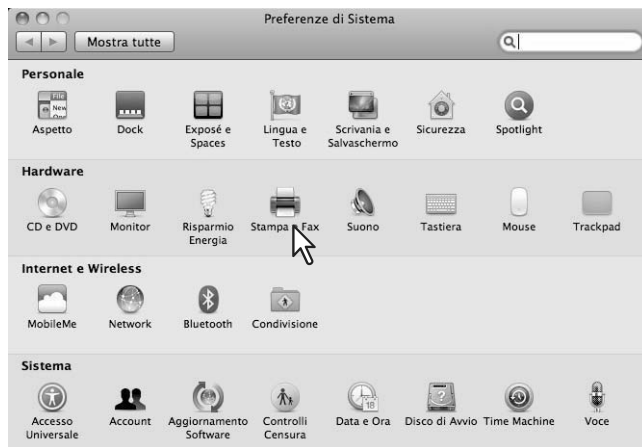 Preferenze di Sistema
Mostra tutte
Personale
Aspetto
Dock
Exposé e
Spaces
Lingua e
Testo
Scrivania e
Salvaschermo
Sicurezza
Spotlight
Hardware
CD e DVD
Monitor
Risparmio
Energia
Stampa e Fax
Suono
Tastiera
Mouse
Trackpad
Internet e Wireless
MobileMe
Network
Bluetooth
Condivisione
Sistema
Accesso
Universale
Account
Aggiornamento
Software
Controlli
Censura
18
Data e Ora
Disco di Avvio
Time Machine
Voce